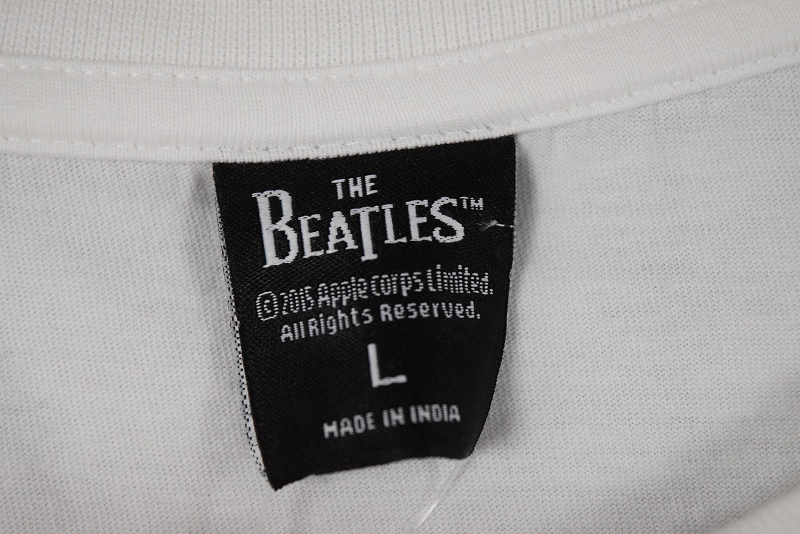 THE
BEATLES™
©2015 Apple Corps Limited.
All Rights Reserved.
L
MADE IN INDIA